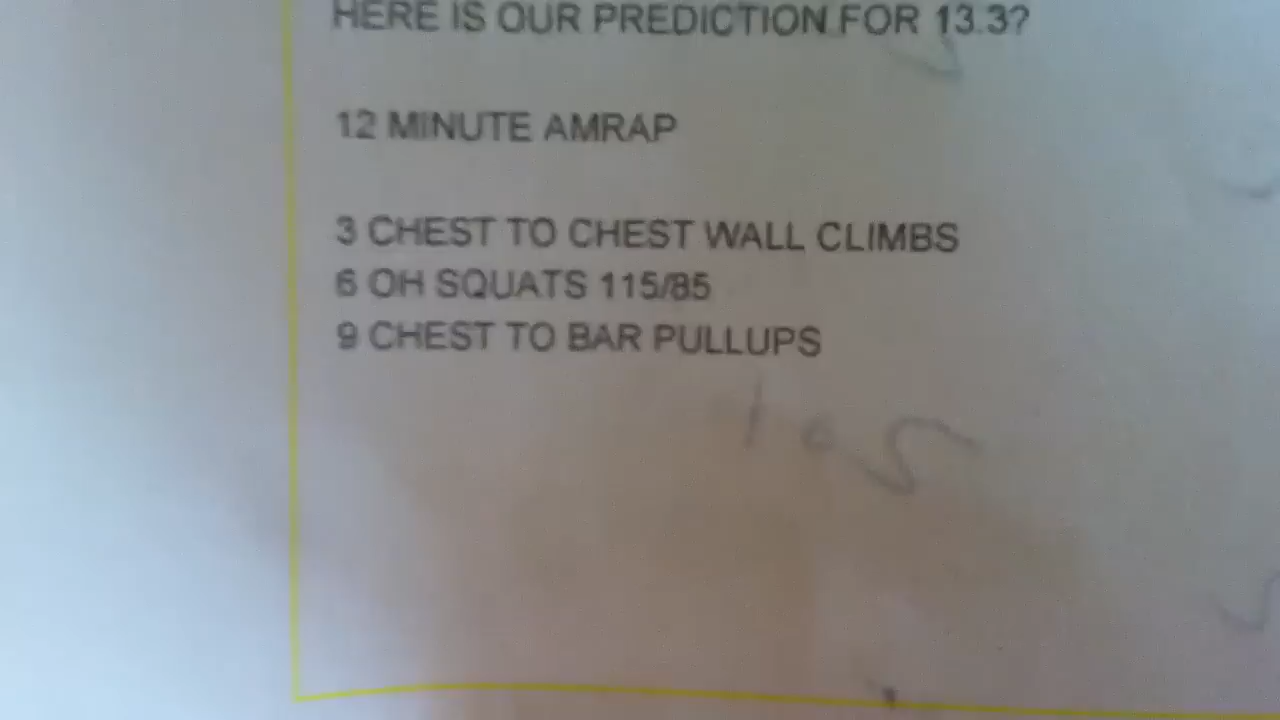 HERE IS OUR PREDICTION FOR 13.3?
12 MINUTE AMRAP
3 CHEST TO CHEST WALL CLIMBS
6 OH SQUATS 115/85
9 CHEST TO BAR PULLUPS